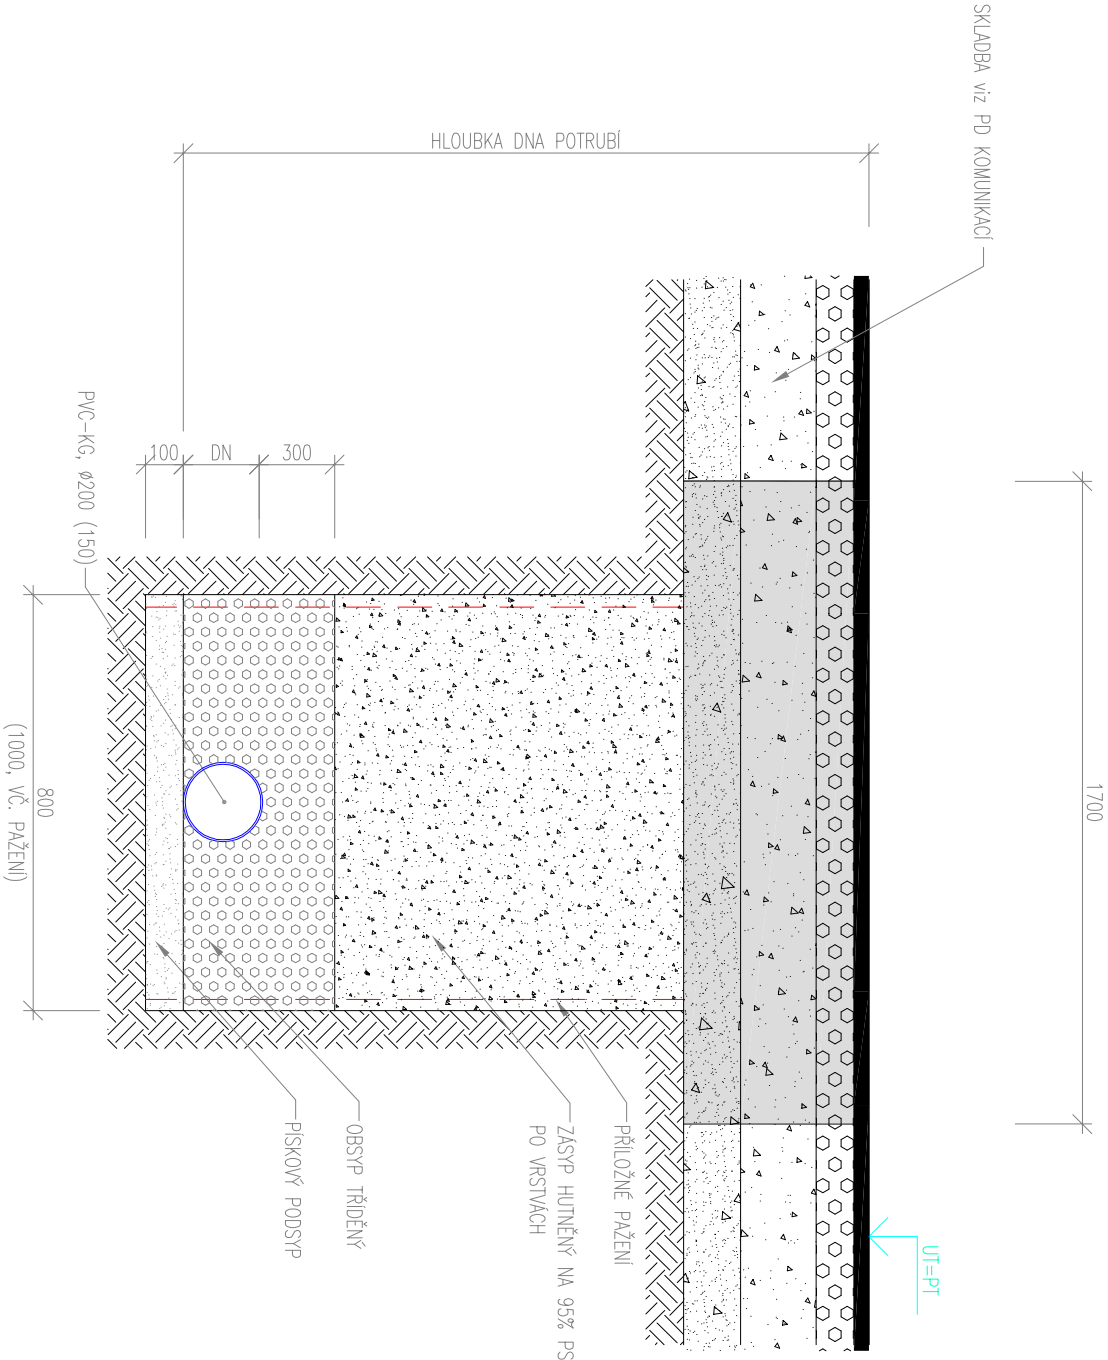 SKLADBA viz PD KOMUNIKACÍ
HLOUBKA DNA POTRUBÍ
1700
UT=PT
100
DN
300
PVC-KG, ø200 (150)
800
(1000, VČ. PAŽENÍ)
PŘÍLOŽNÉ PAŽENÍ
ZÁSYP HUTNĚNÝ NA 95% PS
PO VRSTVÁCH
OBSYP TŘÍDĚNÝ
PÍSKOVÝ PODSYP